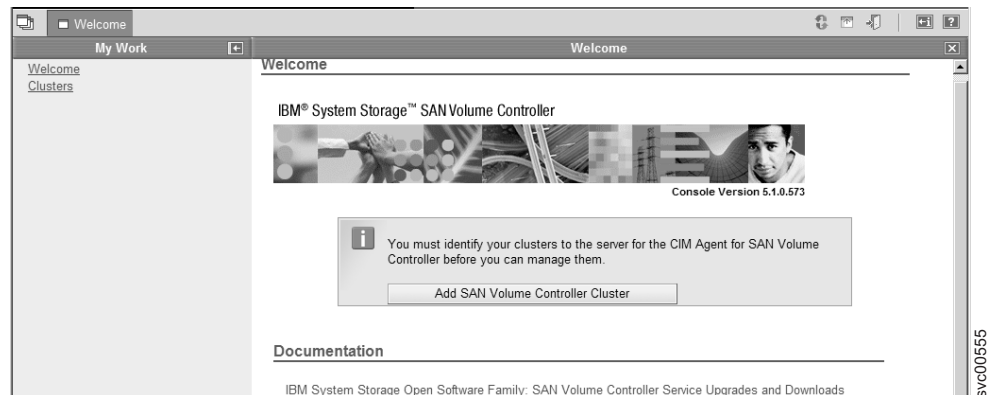 Welcome
My Work
Welcome
Welcome
Clusters
Welcome
IBM® System Storage™ SAN Volume Controller
Console Version 5.1.0.573
You must identify your clusters to the server for the CIM Agent for SAN Volume
Controller before you can manage them.
Add SAN Volume Controller Cluster
Documentation
IBM System Storage Open Software Family: SAN Volume Controller Service Upgrades and Downloads
svc00555